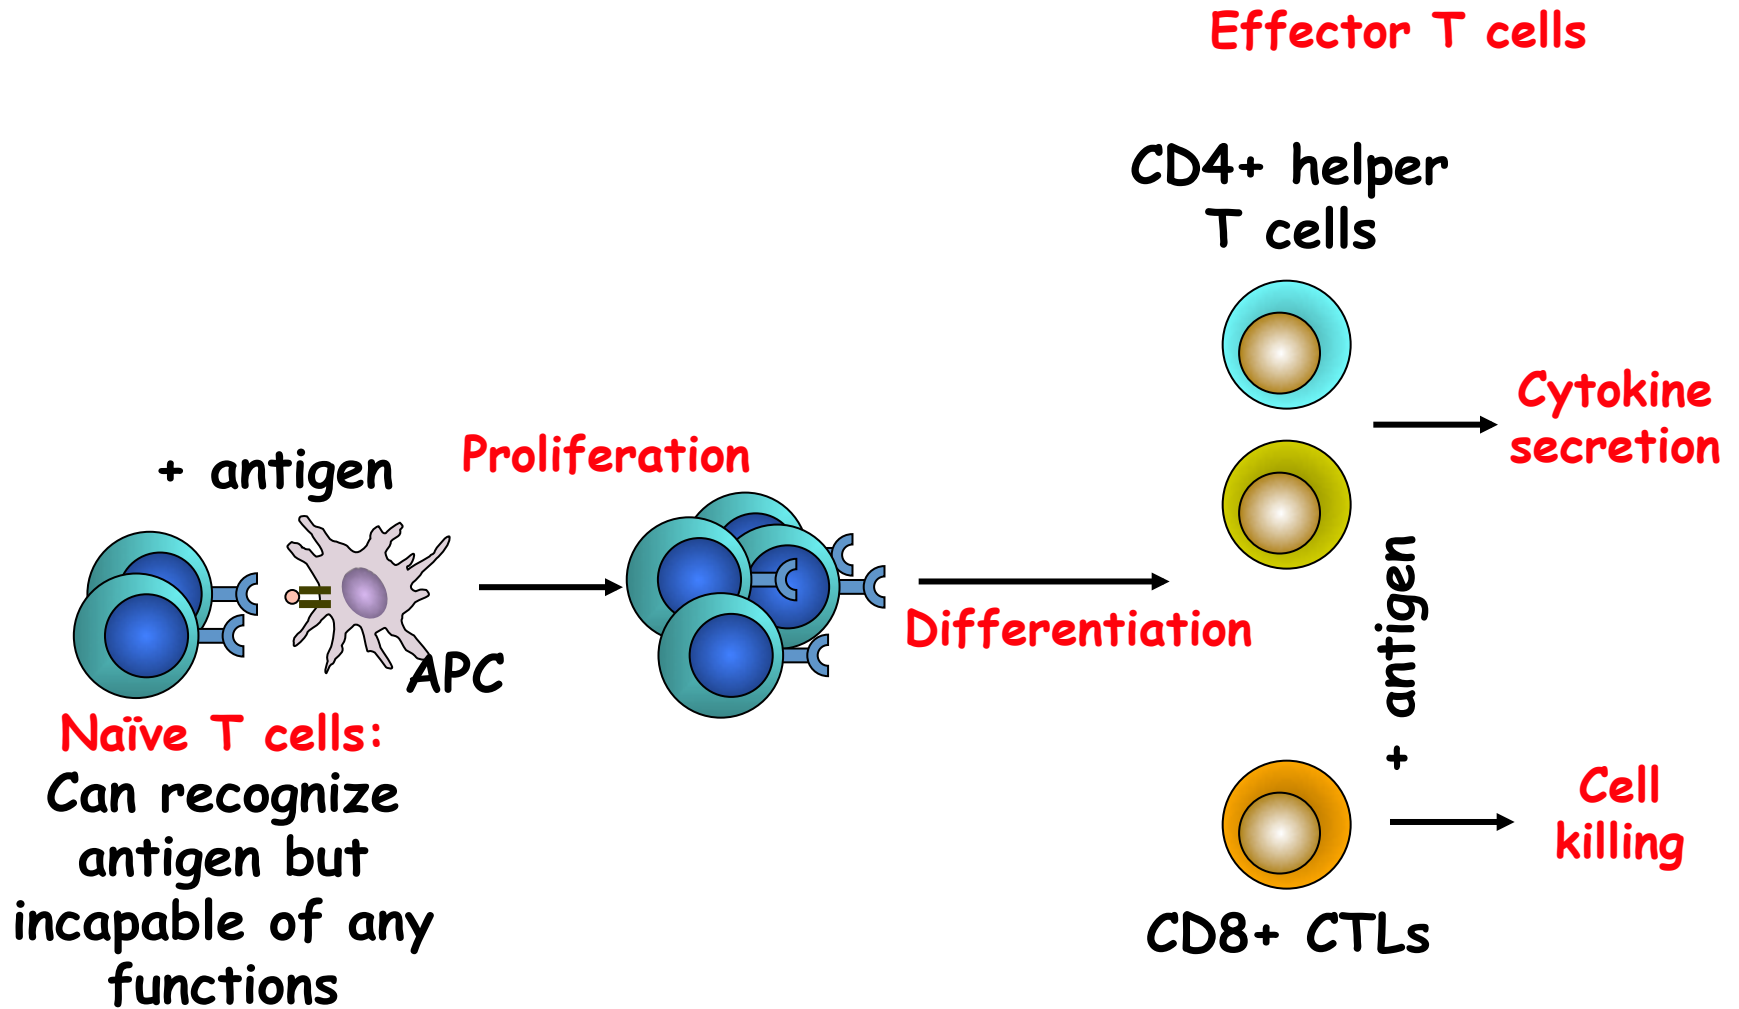 Effector T cells
CD4+ helper
T cells
Cytokine
secretion
+ antigen
Proliferation
APC
Differentiation
+ antigen
Naïve T cells:
Can recognize
antigen but
incapable of any
functions
Cell
killing
CD8+ CTLs